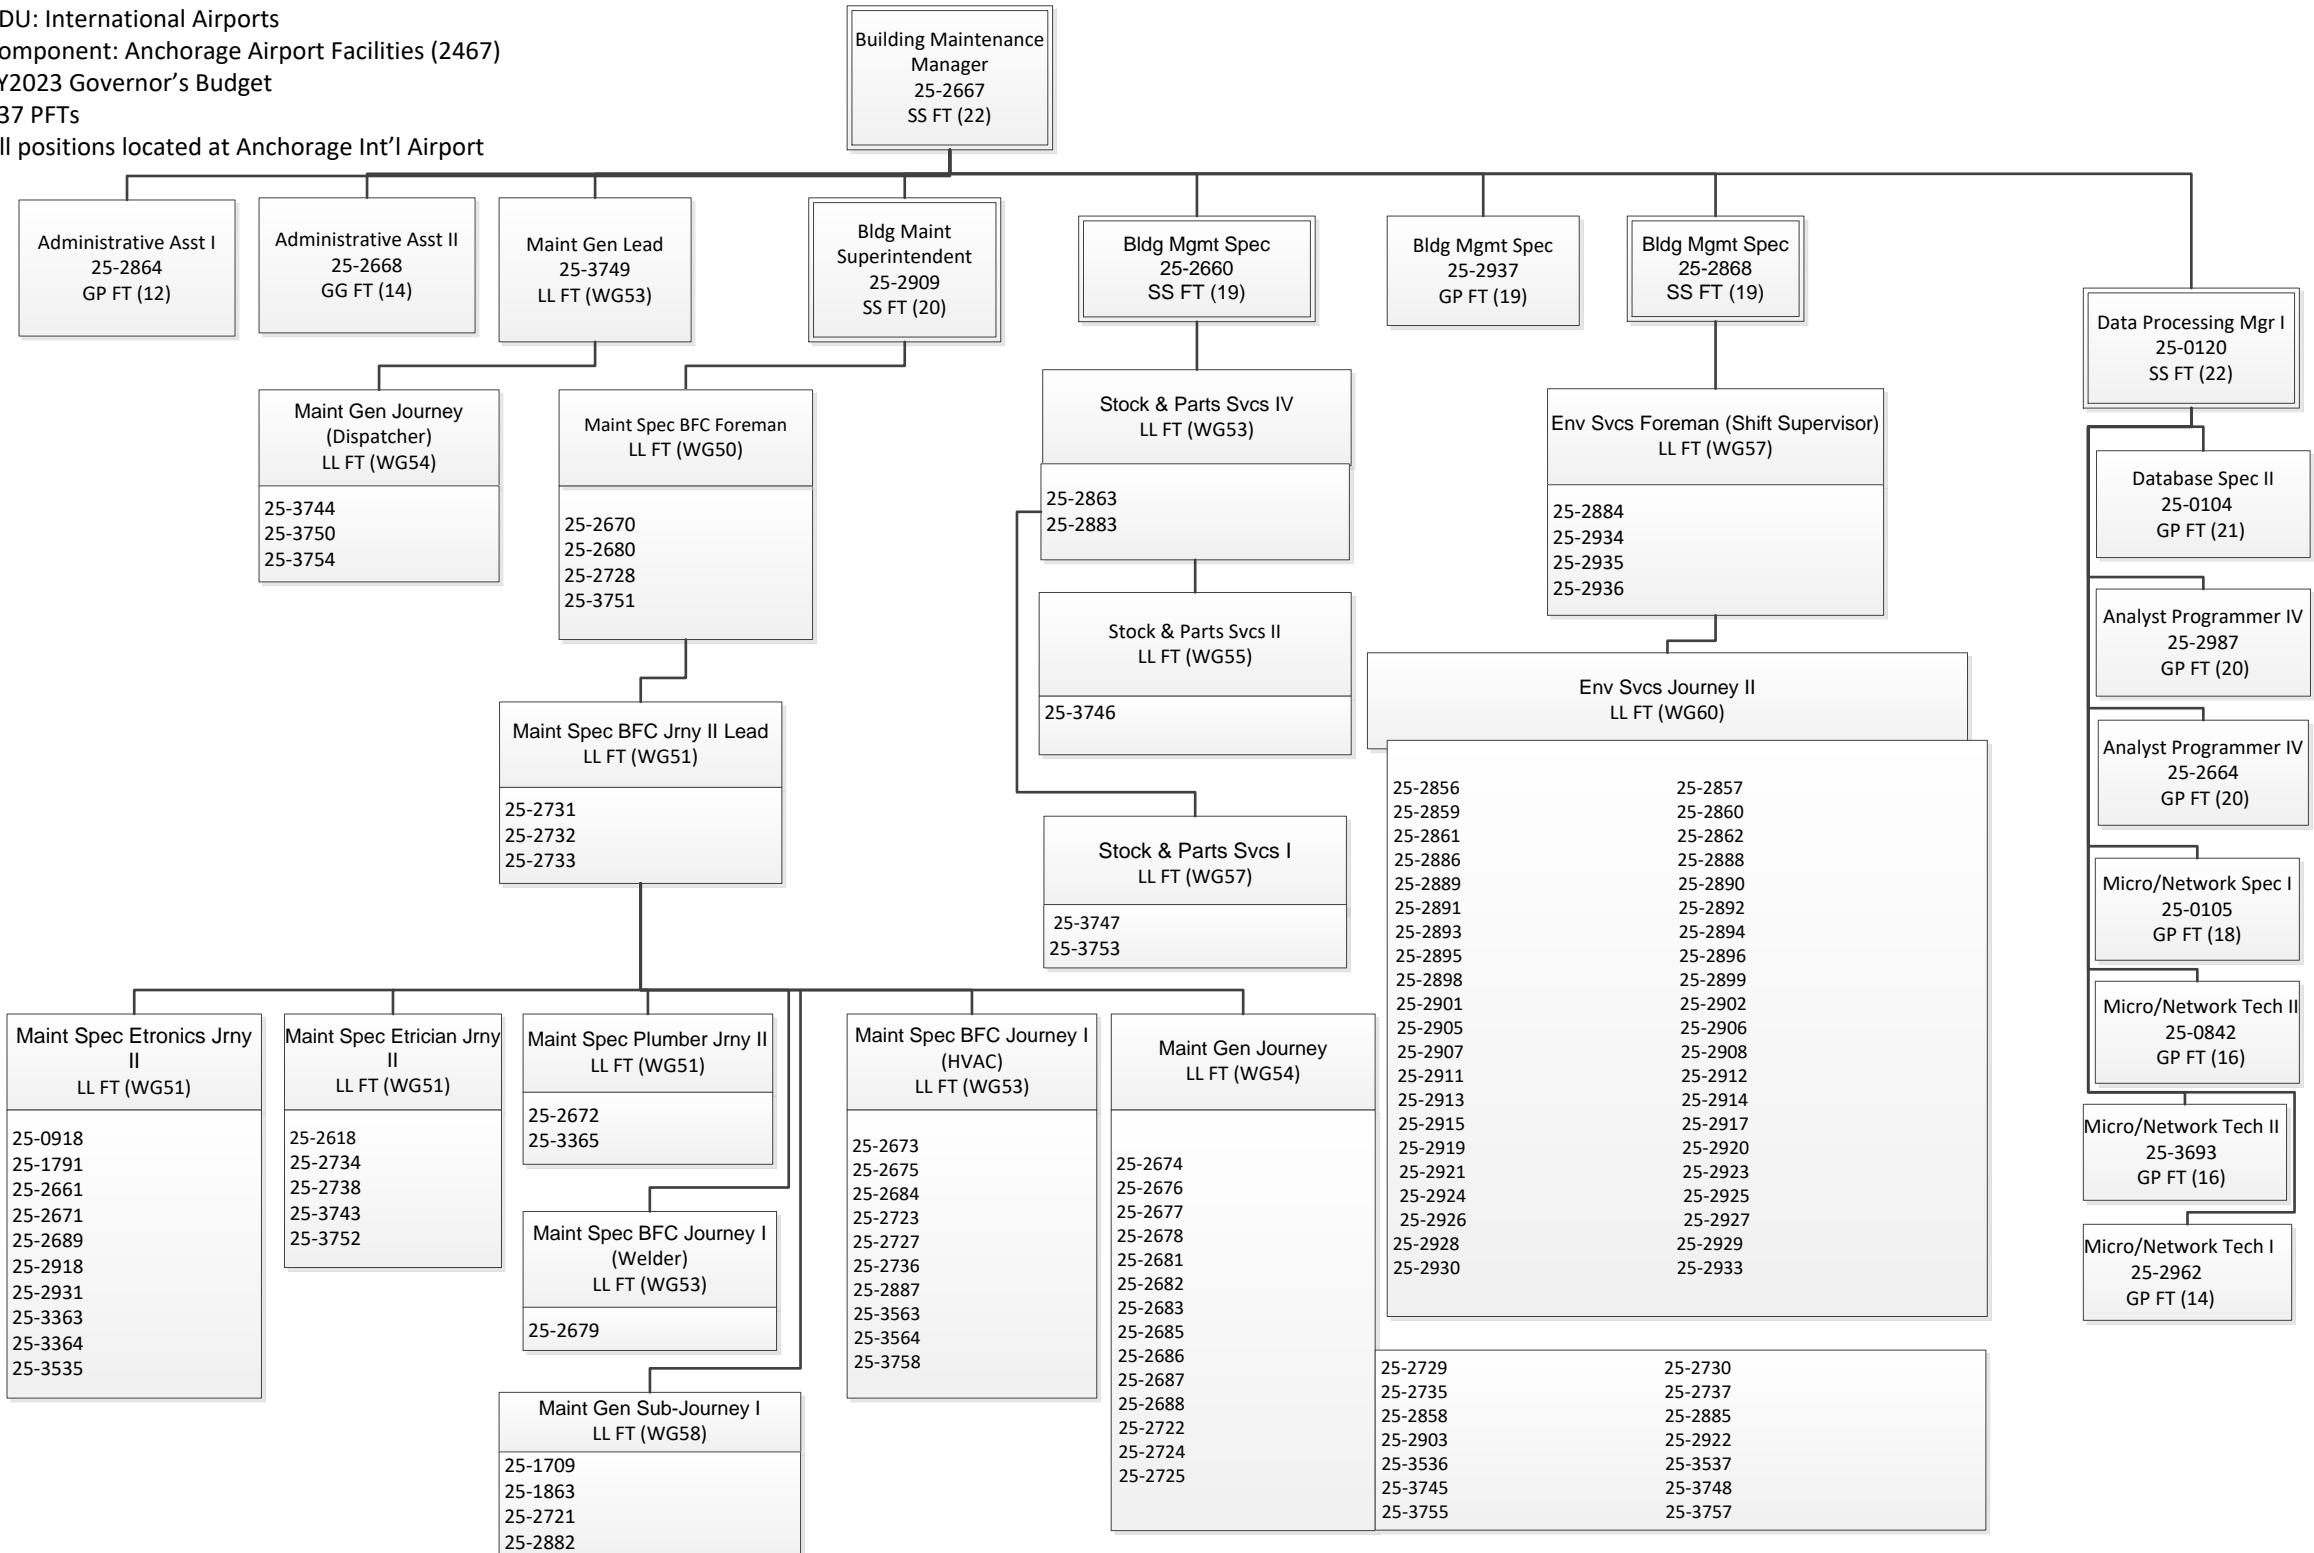 DU: International Airports
omponent: Anchorage Airport Facilities (2467)
Y2023 Governor's Budget
37 PFTs
ll positions located at Anchorage Int'l Airport
Building Maintenance
Manager
25-2667
SS FT (22)
Administrative Asst I
25-2864
GP FT (12)
Administrative Asst II
25-2668
GG FT (14)
Maint Gen Lead
25-3749
LL FT (WG53)
Bldg Maint
Superintendent
25-2909
SS FT (20)
Bldg Mgmt Spec
25-2660
SS FT (19)
Bldg Mgmt Spec
25-2937
GP FT (19)
Bldg Mgmt Spec
25-2868
SS FT (19)
Data Processing Mgr I
25-0120
SS FT (22)
Maint Gen Journey
(Dispatcher)
LL FT (WG54)
25-3744
25-3750
25-3754
Maint Spec BFC Foreman
LL FT (WG50)
25-2670
25-2680
25-2728
25-3751
Stock & Parts Svcs IV
LL FT (WG53)
25-2863
25-2883
Env Svcs Foreman (Shift Supervisor)
LL FT (WG57)
25-2884
25-2934
25-2935
25-2936
Database Spec II
25-0104
GP FT (21)
Analyst Programmer IV
25-2987
GP FT (20)
Analyst Programmer IV
25-2664
GP FT (20)
Micro/Network Spec I
25-0105
GP FT (18)
Micro/Network Tech II
25-0842
GP FT (16)
Micro/Network Tech II
25-3693
GP FT (16)
Micro/Network Tech I
25-2962
GP FT (14)
Stock & Parts Svcs II
LL FT (WG55)
25-3746
Stock & Parts Svcs I
LL FT (WG57)
25-3747
25-3753
Env Svcs Journey II
LL FT (WG60)
25-2856 25-2857
25-2859 25-2860
25-2861 25-2862
25-2886 25-2888
25-2889 25-2890
25-2891 25-2892
25-2893 25-2894
25-2895 25-2896
25-2898 25-2899
25-2901 25-2902
25-2905 25-2906
25-2907 25-2908
25-2911 25-2912
25-2913 25-2914
25-2915 25-2917
25-2919 25-2920
25-2921 25-2923
25-2924 25-2925
25-2926 25-2927
25-2928 25-2929
25-2930 25-2933
Maint Spec BFC Jrny II Lead
LL FT (WG51)
25-2731
25-2732
25-2733
Maint Spec Etronics Jrny
II
LL FT (WG51)
25-0918
25-1791
25-2661
25-2671
25-2689
25-2918
25-2931
25-3363
25-3364
25-3535
Maint Spec Etrician Jrny
II
LL FT (WG51)
25-2618
25-2734
25-2738
25-3743
25-3752
Maint Spec Plumber Jrny II
LL FT (WG51)
25-2672
25-3365
Maint Spec BFC Journey I
(Welder)
LL FT (WG53)
25-2679
Maint Gen Sub-Journey I
LL FT (WG58)
25-1709
25-1863
25-2721
25-2882
Maint Spec BFC Journey I
(HVAC)
LL FT (WG53)
25-2673
25-2675
25-2684
25-2723
25-2727
25-2736
25-2887
25-3563
25-3564
25-3758
Maint Gen Journey
LL FT (WG54)
25-2674
25-2676
25-2677
25-2678
25-2681
25-2682
25-2683
25-2685
25-2686
25-2687
25-2688
25-2722
25-2724
25-2725
25-2729 25-2730
25-2735 25-2737
25-2858 25-2885
25-2903 25-2922
25-3536 25-3537
25-3745 25-3748
25-3755 25-3757